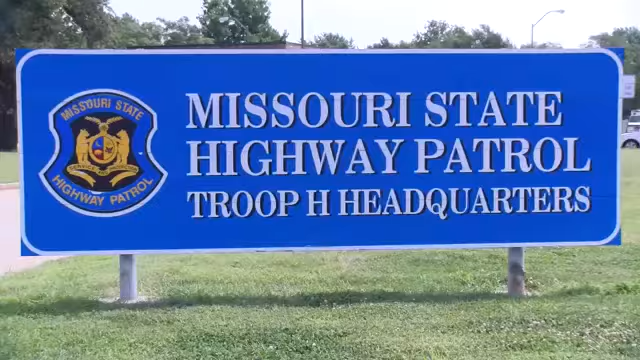 MISSOURI STATE
HIGHWAY PATROL
MISSOURI STATE
HIGHWAY PATROL
TROOP H HEADQUARTERS